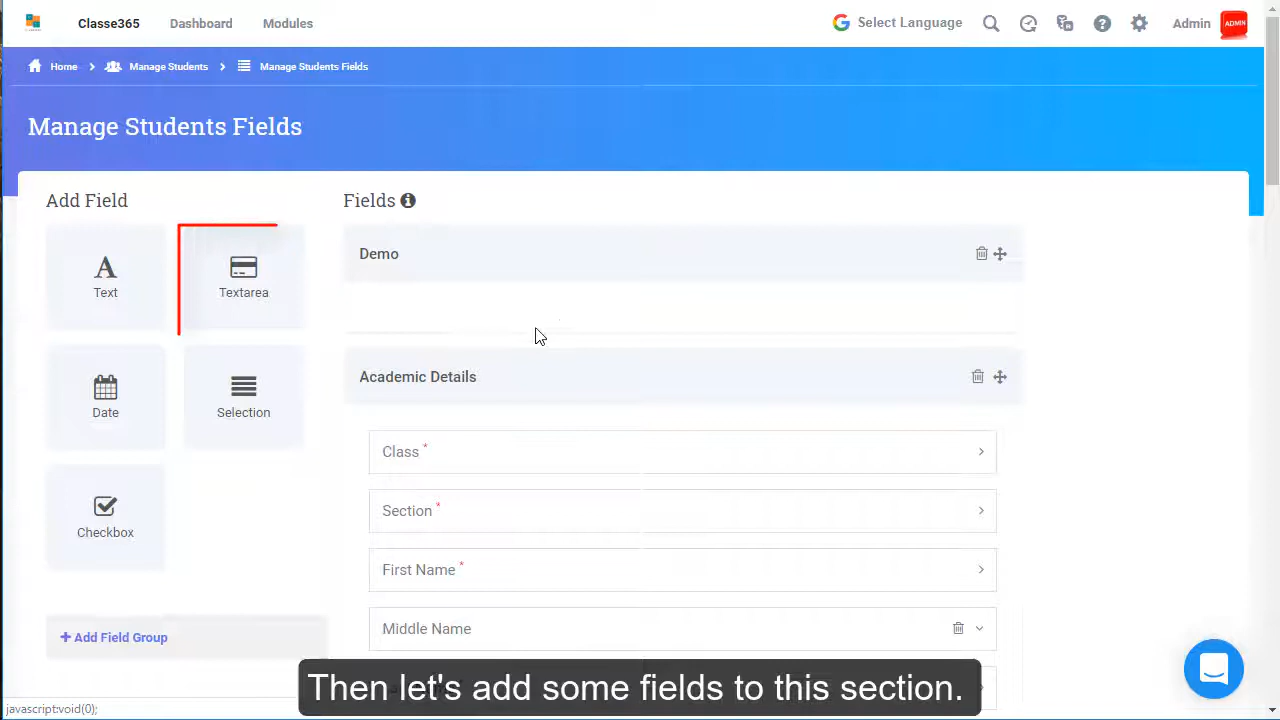 Classe365 Dashboard Modules Select Language Admin ADMIN
Home Manage Students Manage Students Fields
Manage Students Fields
Add Field
Fields
Text
Textarea
Date
Selection
Checkbox
+ Add Field Group
Demo
Academic Details
Class *
Section *
First Name *
Middle Name
Then let's add some fields to this section.
javascript:void(0);